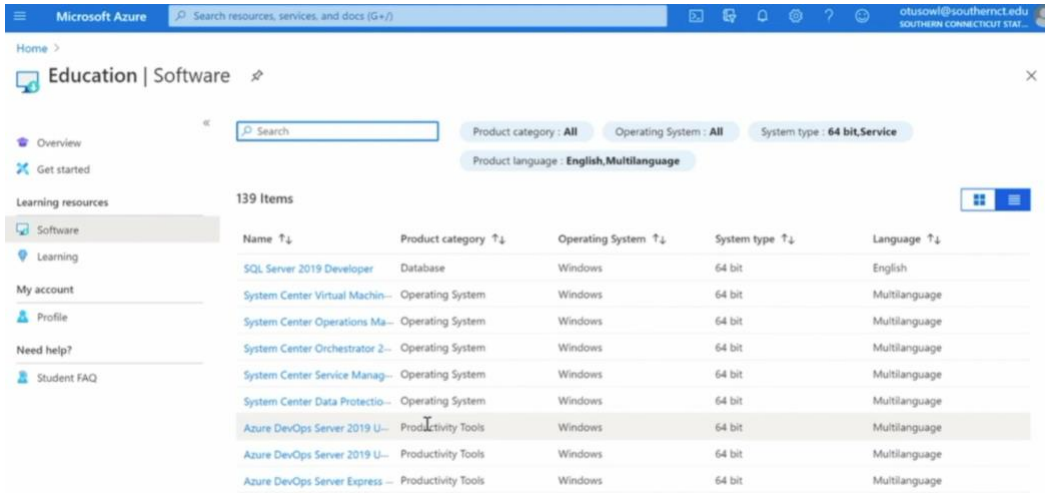 Microsoft Azure Search resources, services, and docs (G+/) otusowl@southernct.edu
SOUTHERN CONNECTICUT STAT...
Home >
Education | Software
Search Product category : All Operating System : All System type : 64 bit,Service
Product language : English,Multilanguage
Overview
Get started
Learning resources
Software
Learning
My account
Profile
Need help?
Student FAQ
139 Items
Name ↑↓ Product category ↑↓ Operating System ↑↓ System type ↑↓ Language ↑↓
SQL Server 2019 Developer Database Windows 64 bit English
System Center Virtual Machin... Operating System Windows 64 bit Multilanguage
System Center Operations Ma... Operating System Windows 64 bit Multilanguage
System Center Orchestrator 2... Operating System Windows 64 bit Multilanguage
System Center Service Manag... Operating System Windows 64 bit Multilanguage
System Center Data Protectio... Operating System Windows 64 bit Multilanguage
Azure DevOps Server 2019 U... Productivity Tools Windows 64 bit Multilanguage
Azure DevOps Server 2019 U... Productivity Tools Windows 64 bit Multilanguage
Azure DevOps Server Express ... Productivity Tools Windows 64 bit Multilanguage